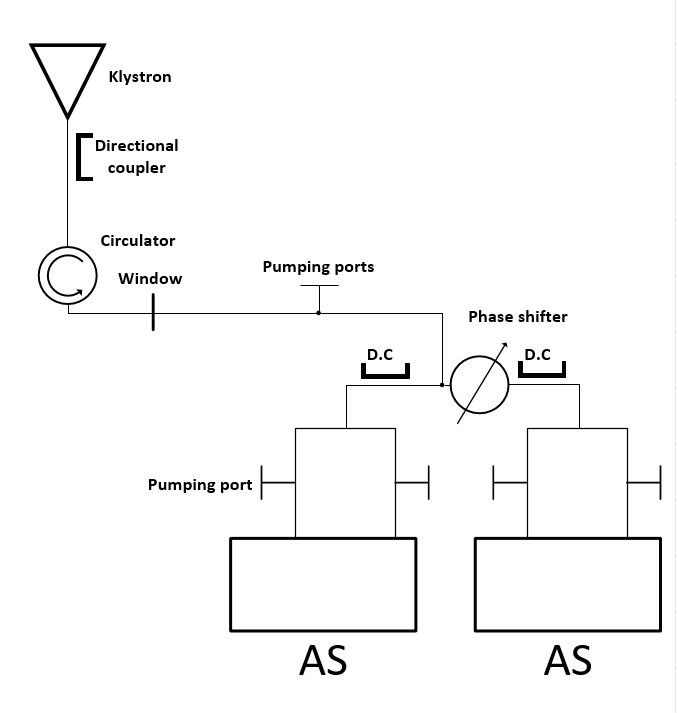 Klystron
Directional
coupler
Circulator
Window
Pumping ports
Phase shifter
D.C
D.C
Pumping port
AS
AS